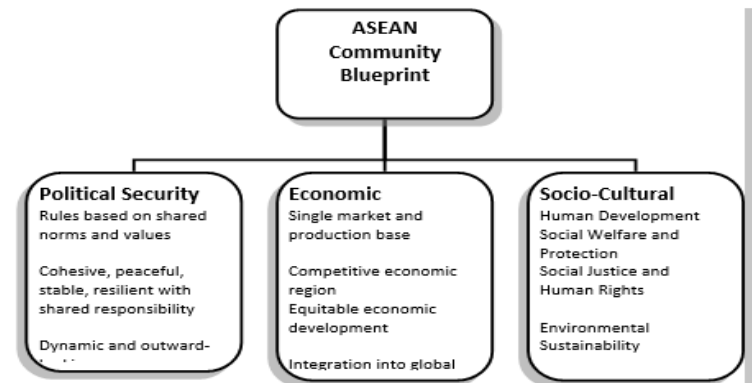 ASEAN
Community
Blueprint
Political Security
Rules based on shared
norms and values
Cohesive, peaceful,
stable, resilient with
shared responsibility
Dynamic and outward-
Economic
Single market and
production base
Competitive economic
region
Equitable economic
development
Integration into global
Socio-Cultural
Human Development
Social Welfare and
Protection
Social Justice and
Human Rights
Environmental
Sustainability